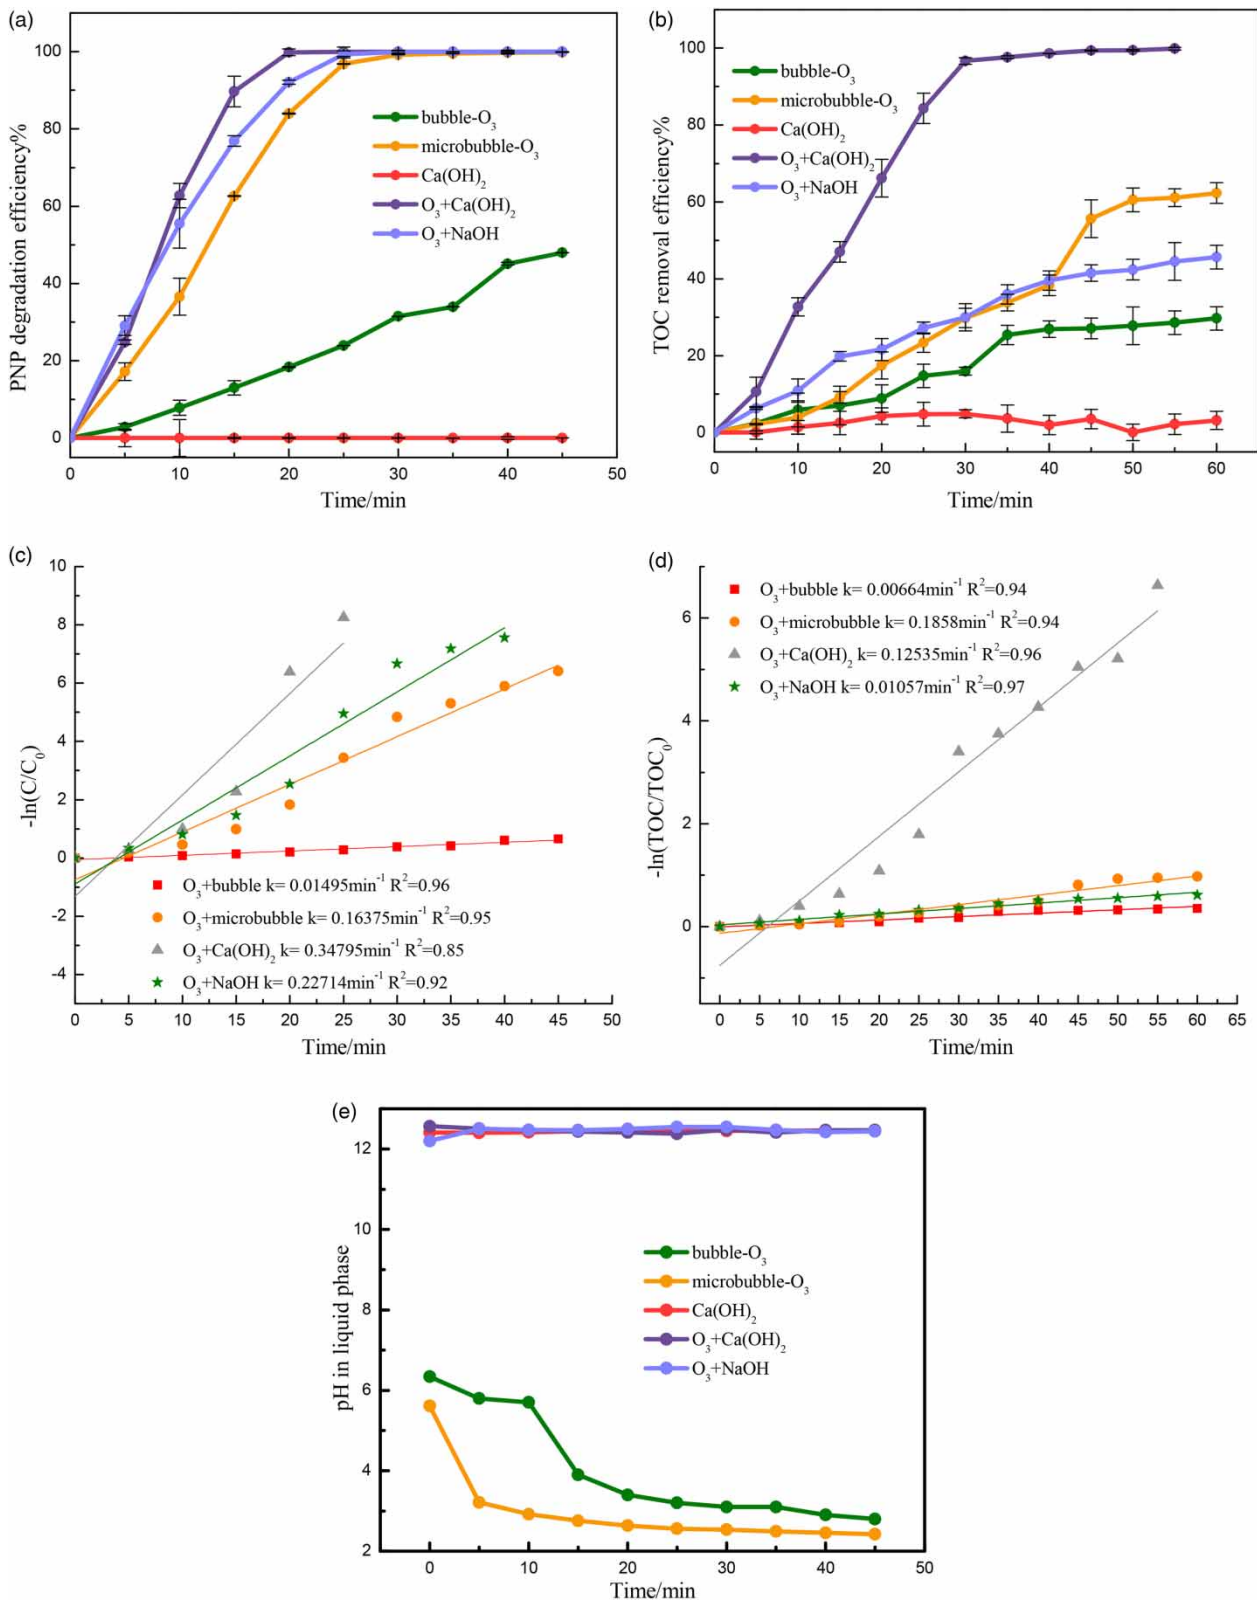 (a)
100
80
60
40
20
0
PNP degradation efficiency%
bubble-O₃
microbubble-O₃
Ca(OH)₂
O₃+Ca(OH)₂
O₃+NaOH
0 10 20 30 40 50
Time/min
(b)
100
80
60
40
20
0
TOC removal efficiency%
bubble-O₃
microbubble-O₃
Ca(OH)₂
O₃+Ca(OH)₂
O₃+NaOH
0 10 20 30 40 50 60
Time/min
(c)
10
8
6
4
2
0
-2
-4
-ln(C/C₀)
O₃+bubble k= 0.01495min⁻¹ R²=0.96
O₃+microbubble k= 0.16375min⁻¹ R²=0.95
O₃+Ca(OH)₂ k= 0.34795min⁻¹ R²=0.85
O₃+NaOH k= 0.22714min⁻¹ R²=0.92
0 5 10 15 20 25 30 35 40 45 50
Time/min
(d)
6
4
2
0
-ln(TOC/TOC₀)
O₃+bubble k= 0.00664min⁻¹ R²=0.94
O₃+microbubble k= 0.1858min⁻¹ R²=0.94
O₃+Ca(OH)₂ k= 0.12535min⁻¹ R²=0.96
O₃+NaOH k= 0.01057min⁻¹ R²=0.97
0 5 10 15 20 25 30 35 40 45 50 55 60 65
Time/min
(e)
12
10
8
6
4
2
pH in liquid phase
bubble-O₃
microbubble-O₃
Ca(OH)₂
O₃+Ca(OH)₂
O₃+NaOH
0 10 20 30 40 50
Time/min